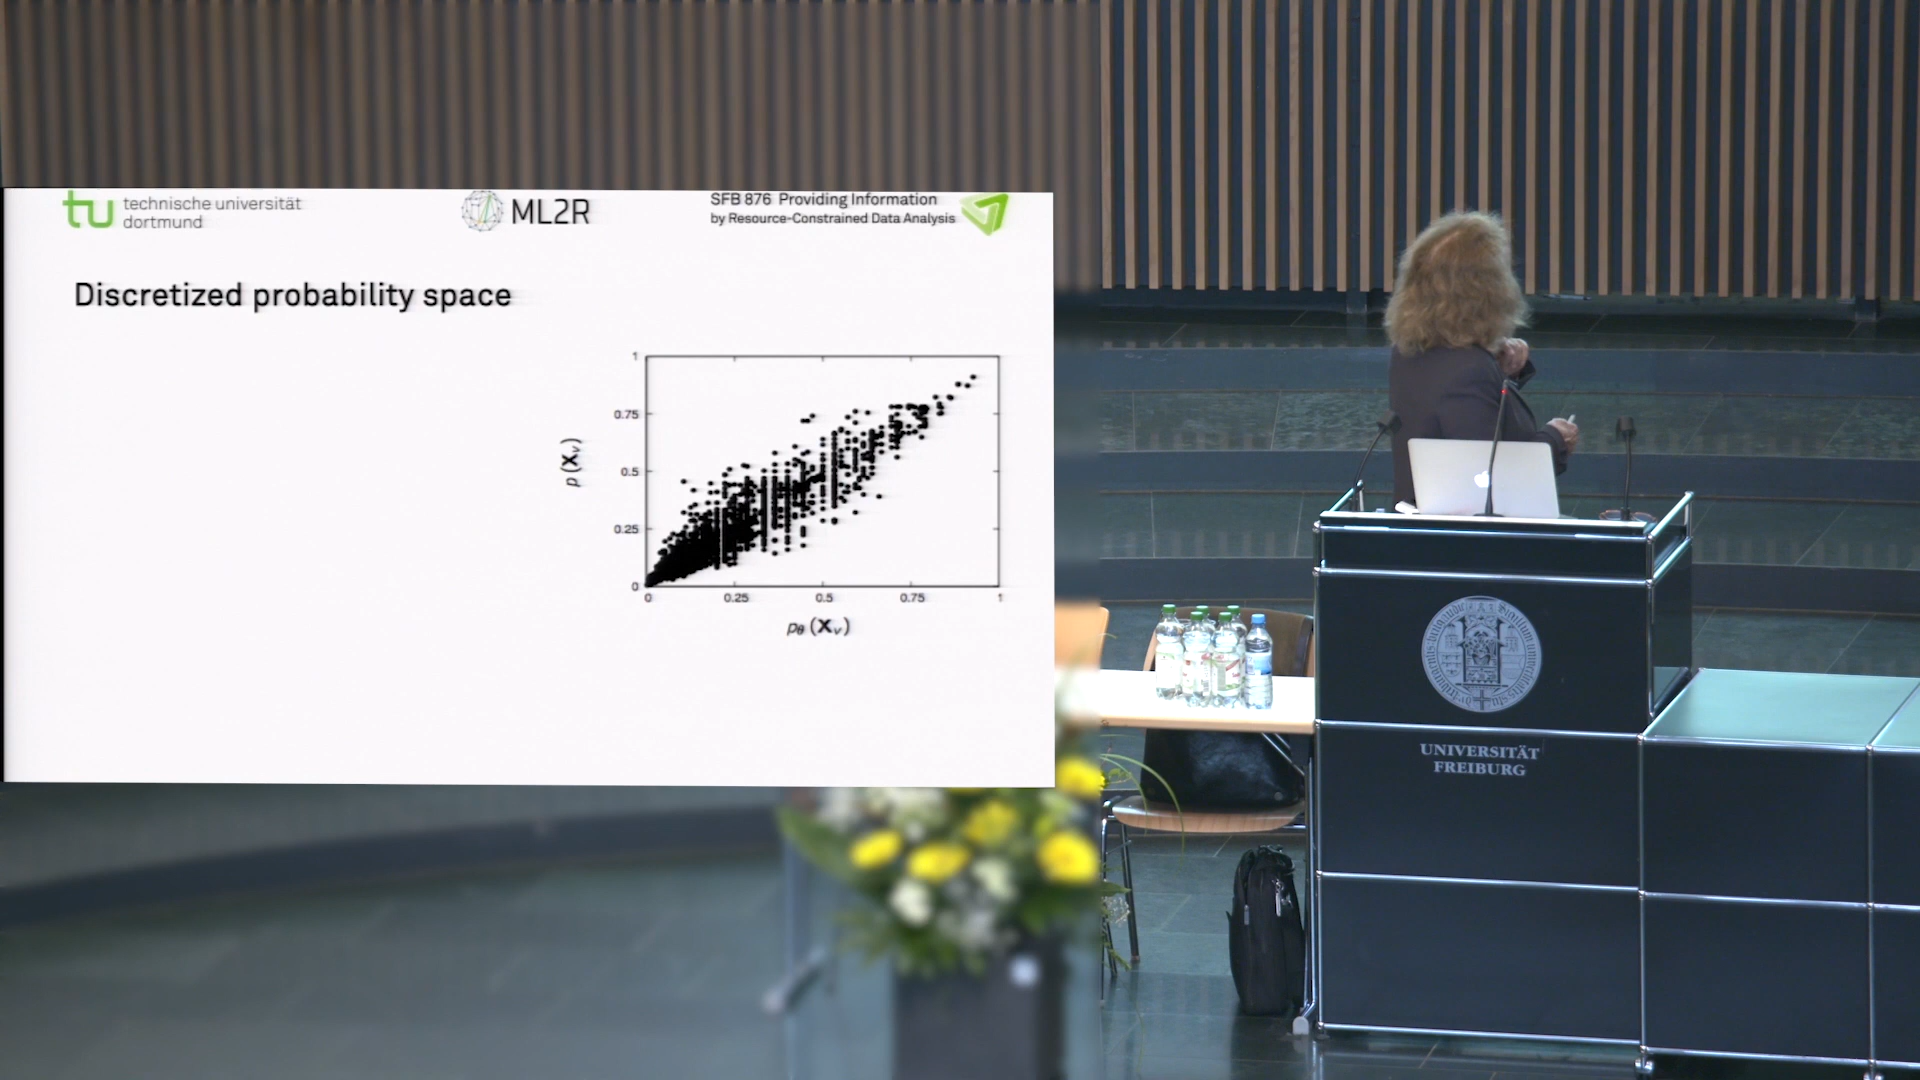 technische universität
dortmund
ML2R
SFB 876 Providing Information
by Resource-Constrained Data Analysis
Discretized probability space
1
0.75
0.5
0.25
0
p (Xᵥ)
0 0.25 0.5 0.75 1
pθ (Xᵥ)
UNIVERSITÄT
FREIBURG